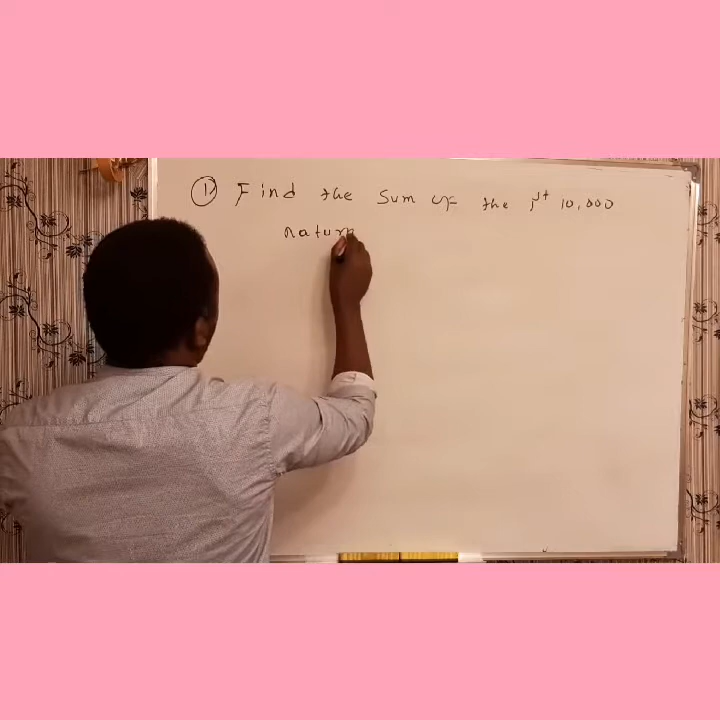 ① Find the Sum of the 1st 10,000
natur